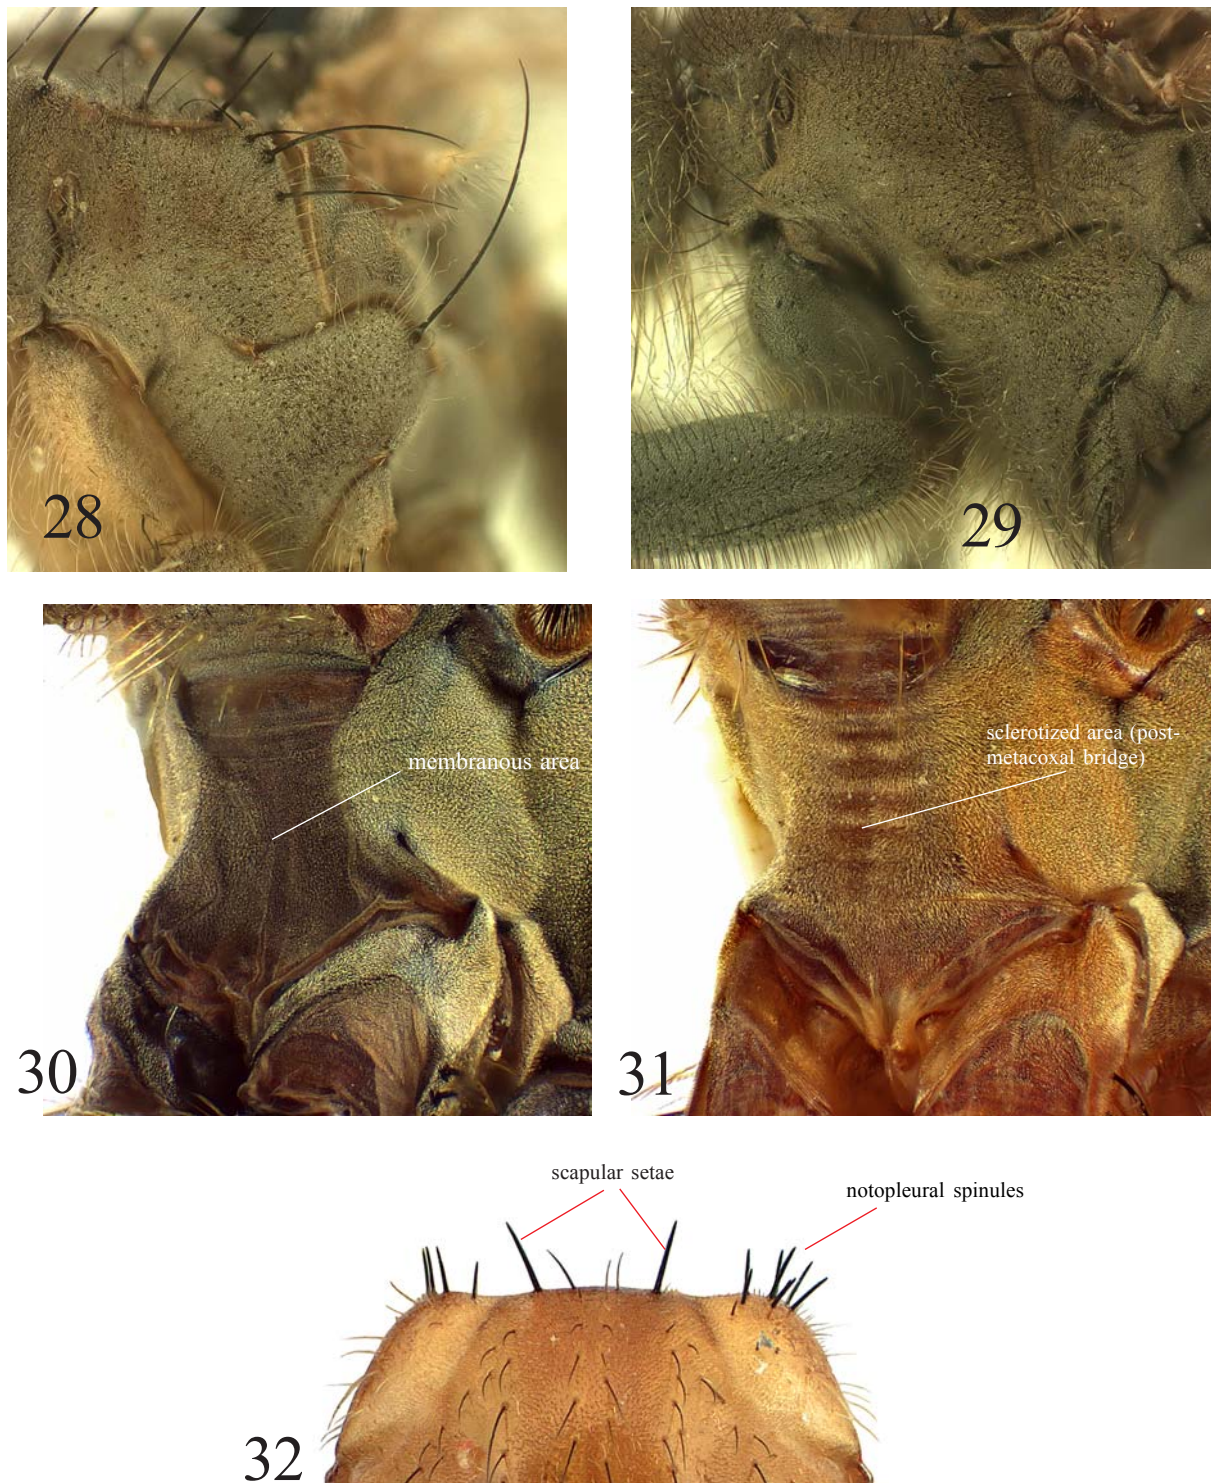 28
29
membranous area
sclerotized area (post-
metacoxal bridge)
30
31
scapular setae
notopleural spinules
32